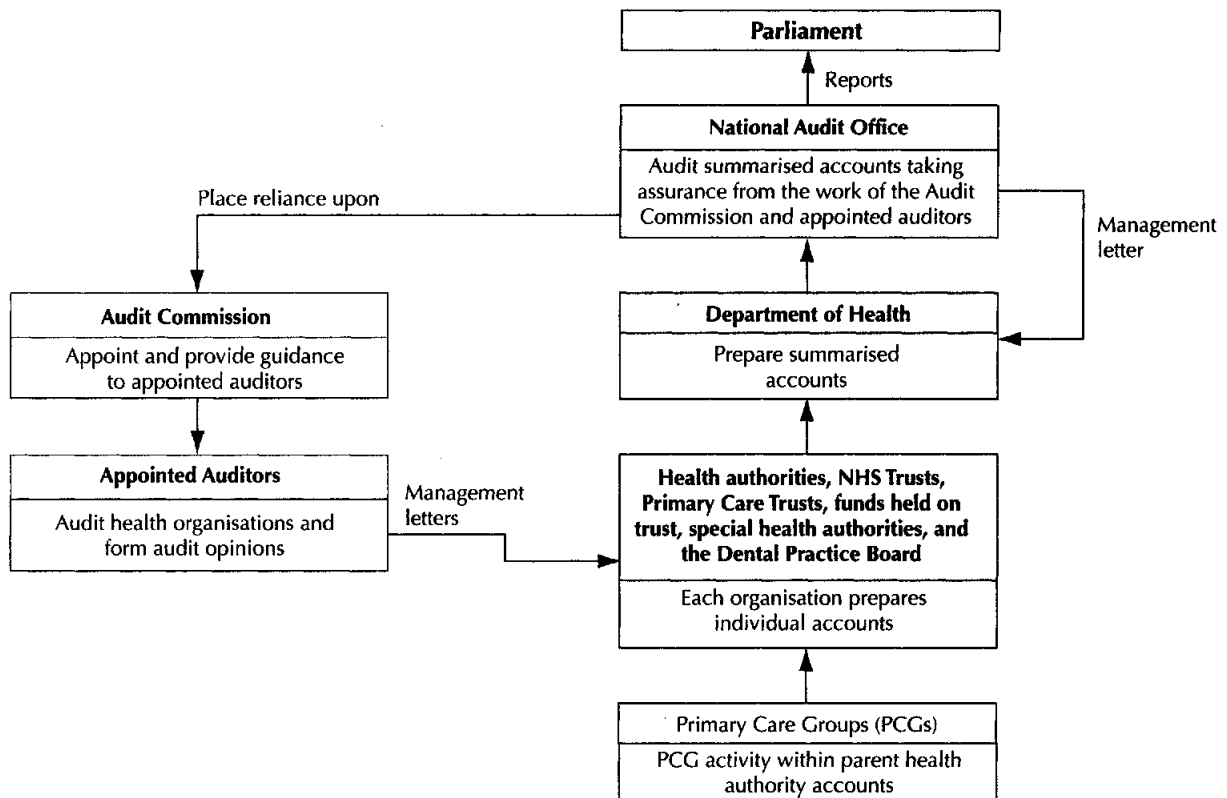 Parliament
Reports
National Audit Office
Audit summarised accounts taking
assurance from the work of the Audit
Commission and appointed auditors
Place reliance upon
Management
letter
Audit Commission
Appoint and provide guidance
to appointed auditors
Department of Health
Prepare summarised
accounts
Appointed Auditors
Audit health organisations and
form audit opinions
Management
letters
Health authorities, NHS Trusts,
Primary Care Trusts, funds held on
trust, special health authorities, and
the Dental Practice Board
Each organisation prepares
individual accounts
Primary Care Groups (PCGs)
PCG activity within parent health
authority accounts